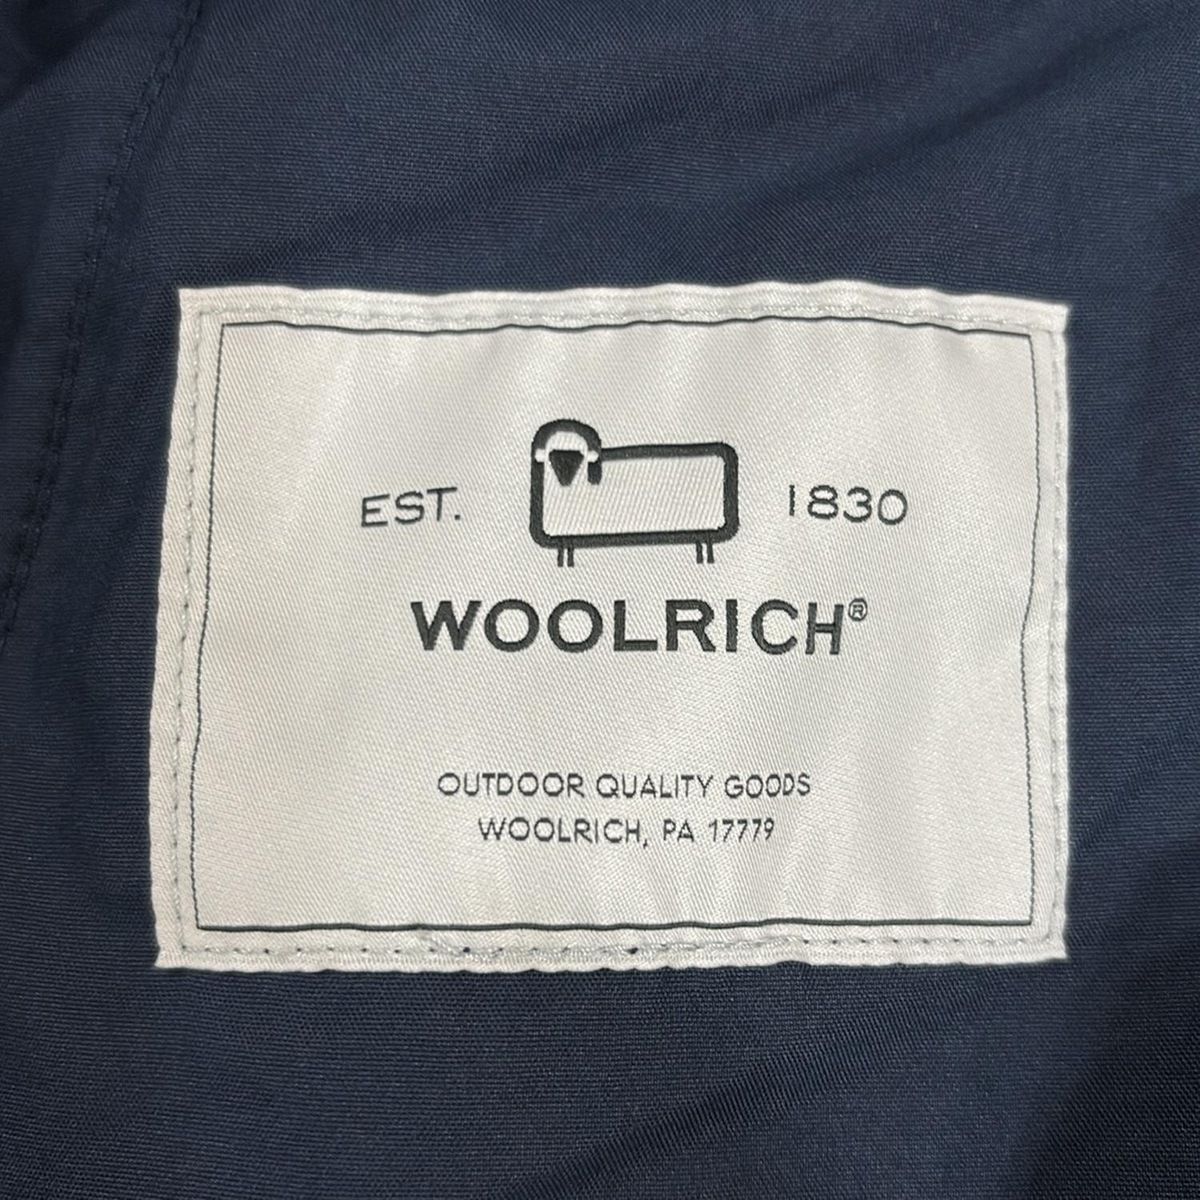 EST. 1830
WOOLRICH®
OUTDOOR QUALITY GOODS
WOOLRICH, PA 17779